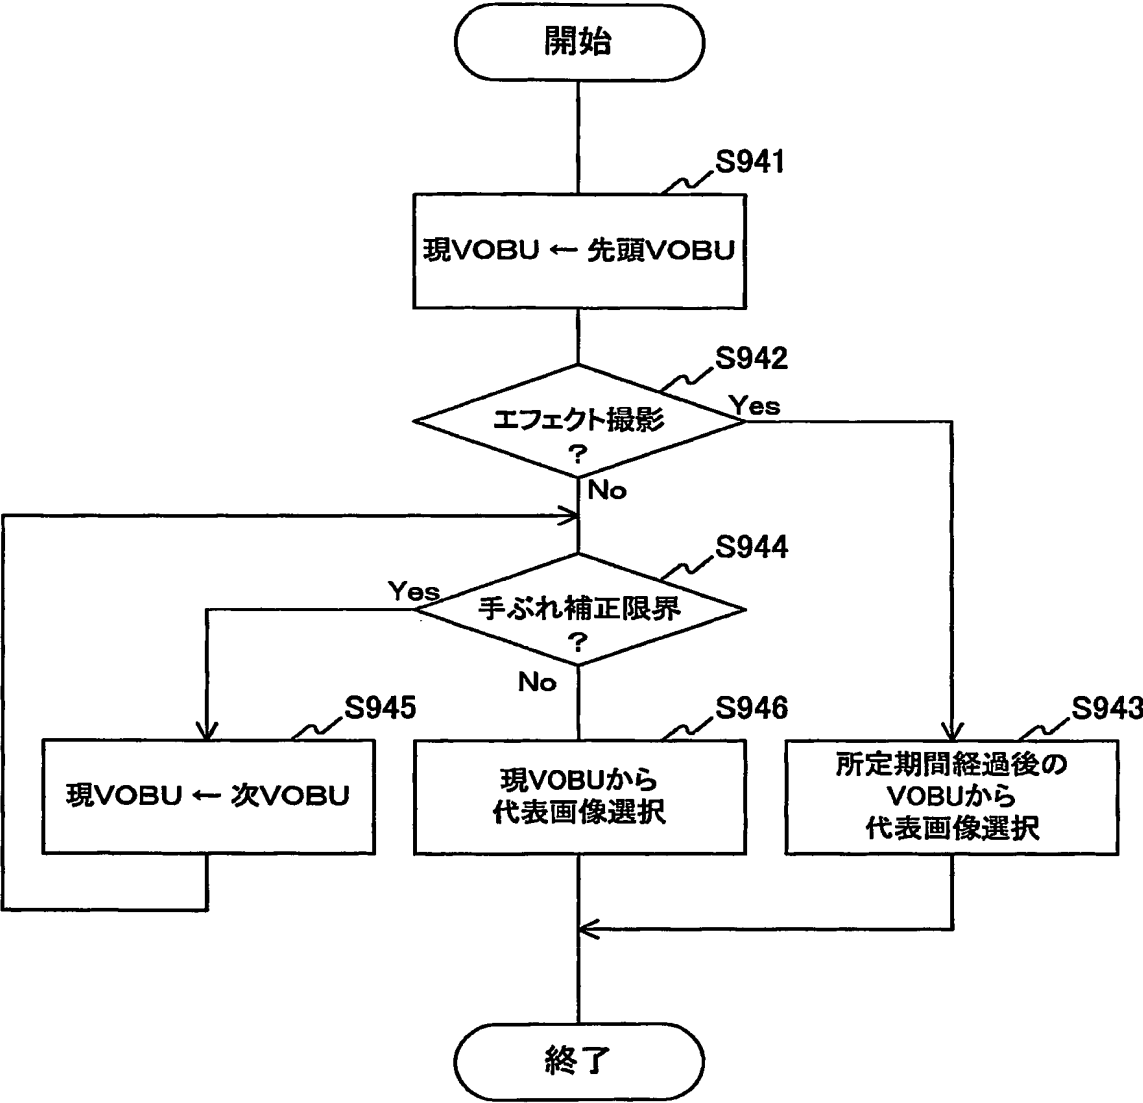 開始
S941
現VOBU ← 先頭VOBU
S942
エフェクト撮影
?
Yes
No
S944
手ぶれ補正限界
?
Yes
No
S945
現VOBU ← 次VOBU
S946
現VOBUから
代表画像選択
S943
所定期間経過後の
VOBUから
代表画像選択
終了